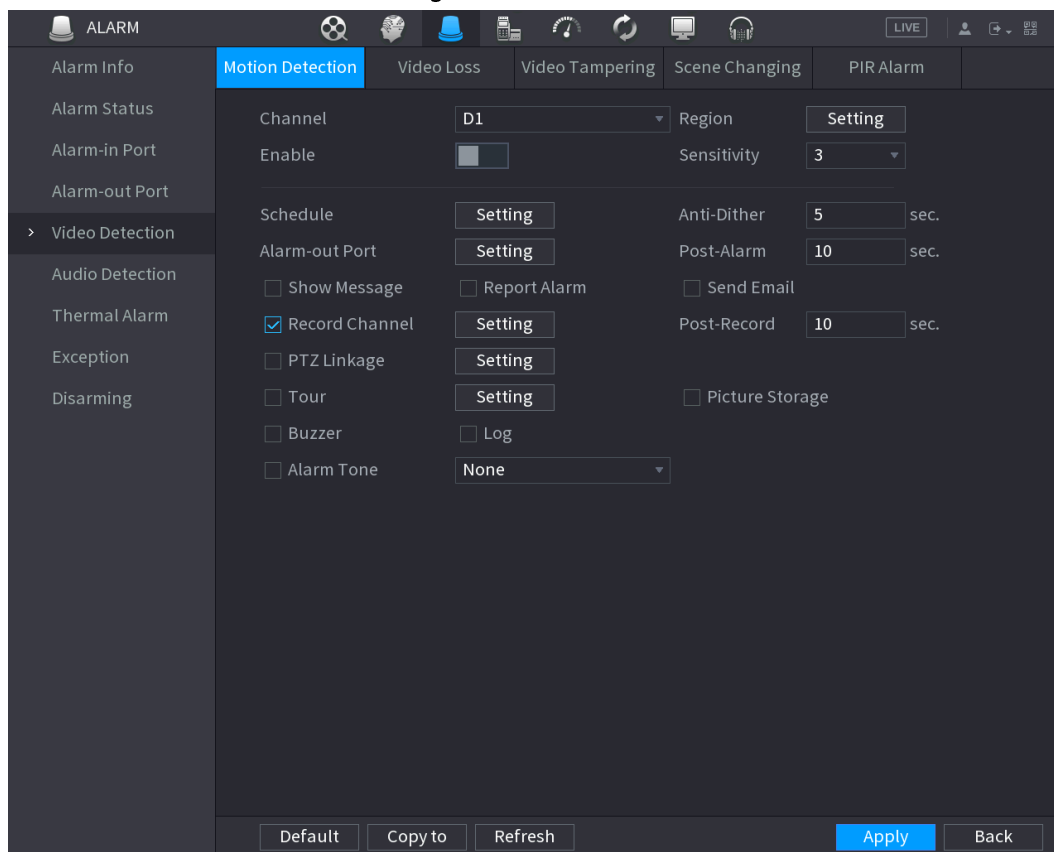 ALARM LIVE
Alarm Info
Alarm Status
Alarm-in Port
Alarm-out Port
> Video Detection
Audio Detection
Thermal Alarm
Exception
Disarming
Motion Detection Video Loss Video Tampering Scene Changing PIR Alarm
Channel D1 Region Setting
Enable Sensitivity 3
Schedule Setting Anti-Dither 5 sec.
Alarm-out Port Setting Post-Alarm 10 sec.
Show Message Report Alarm Send Email
Record Channel Setting Post-Record 10 sec.
PTZ Linkage Setting
Tour Setting Picture Storage
Buzzer Log
Alarm Tone None
Default Copy to Refresh Apply Back